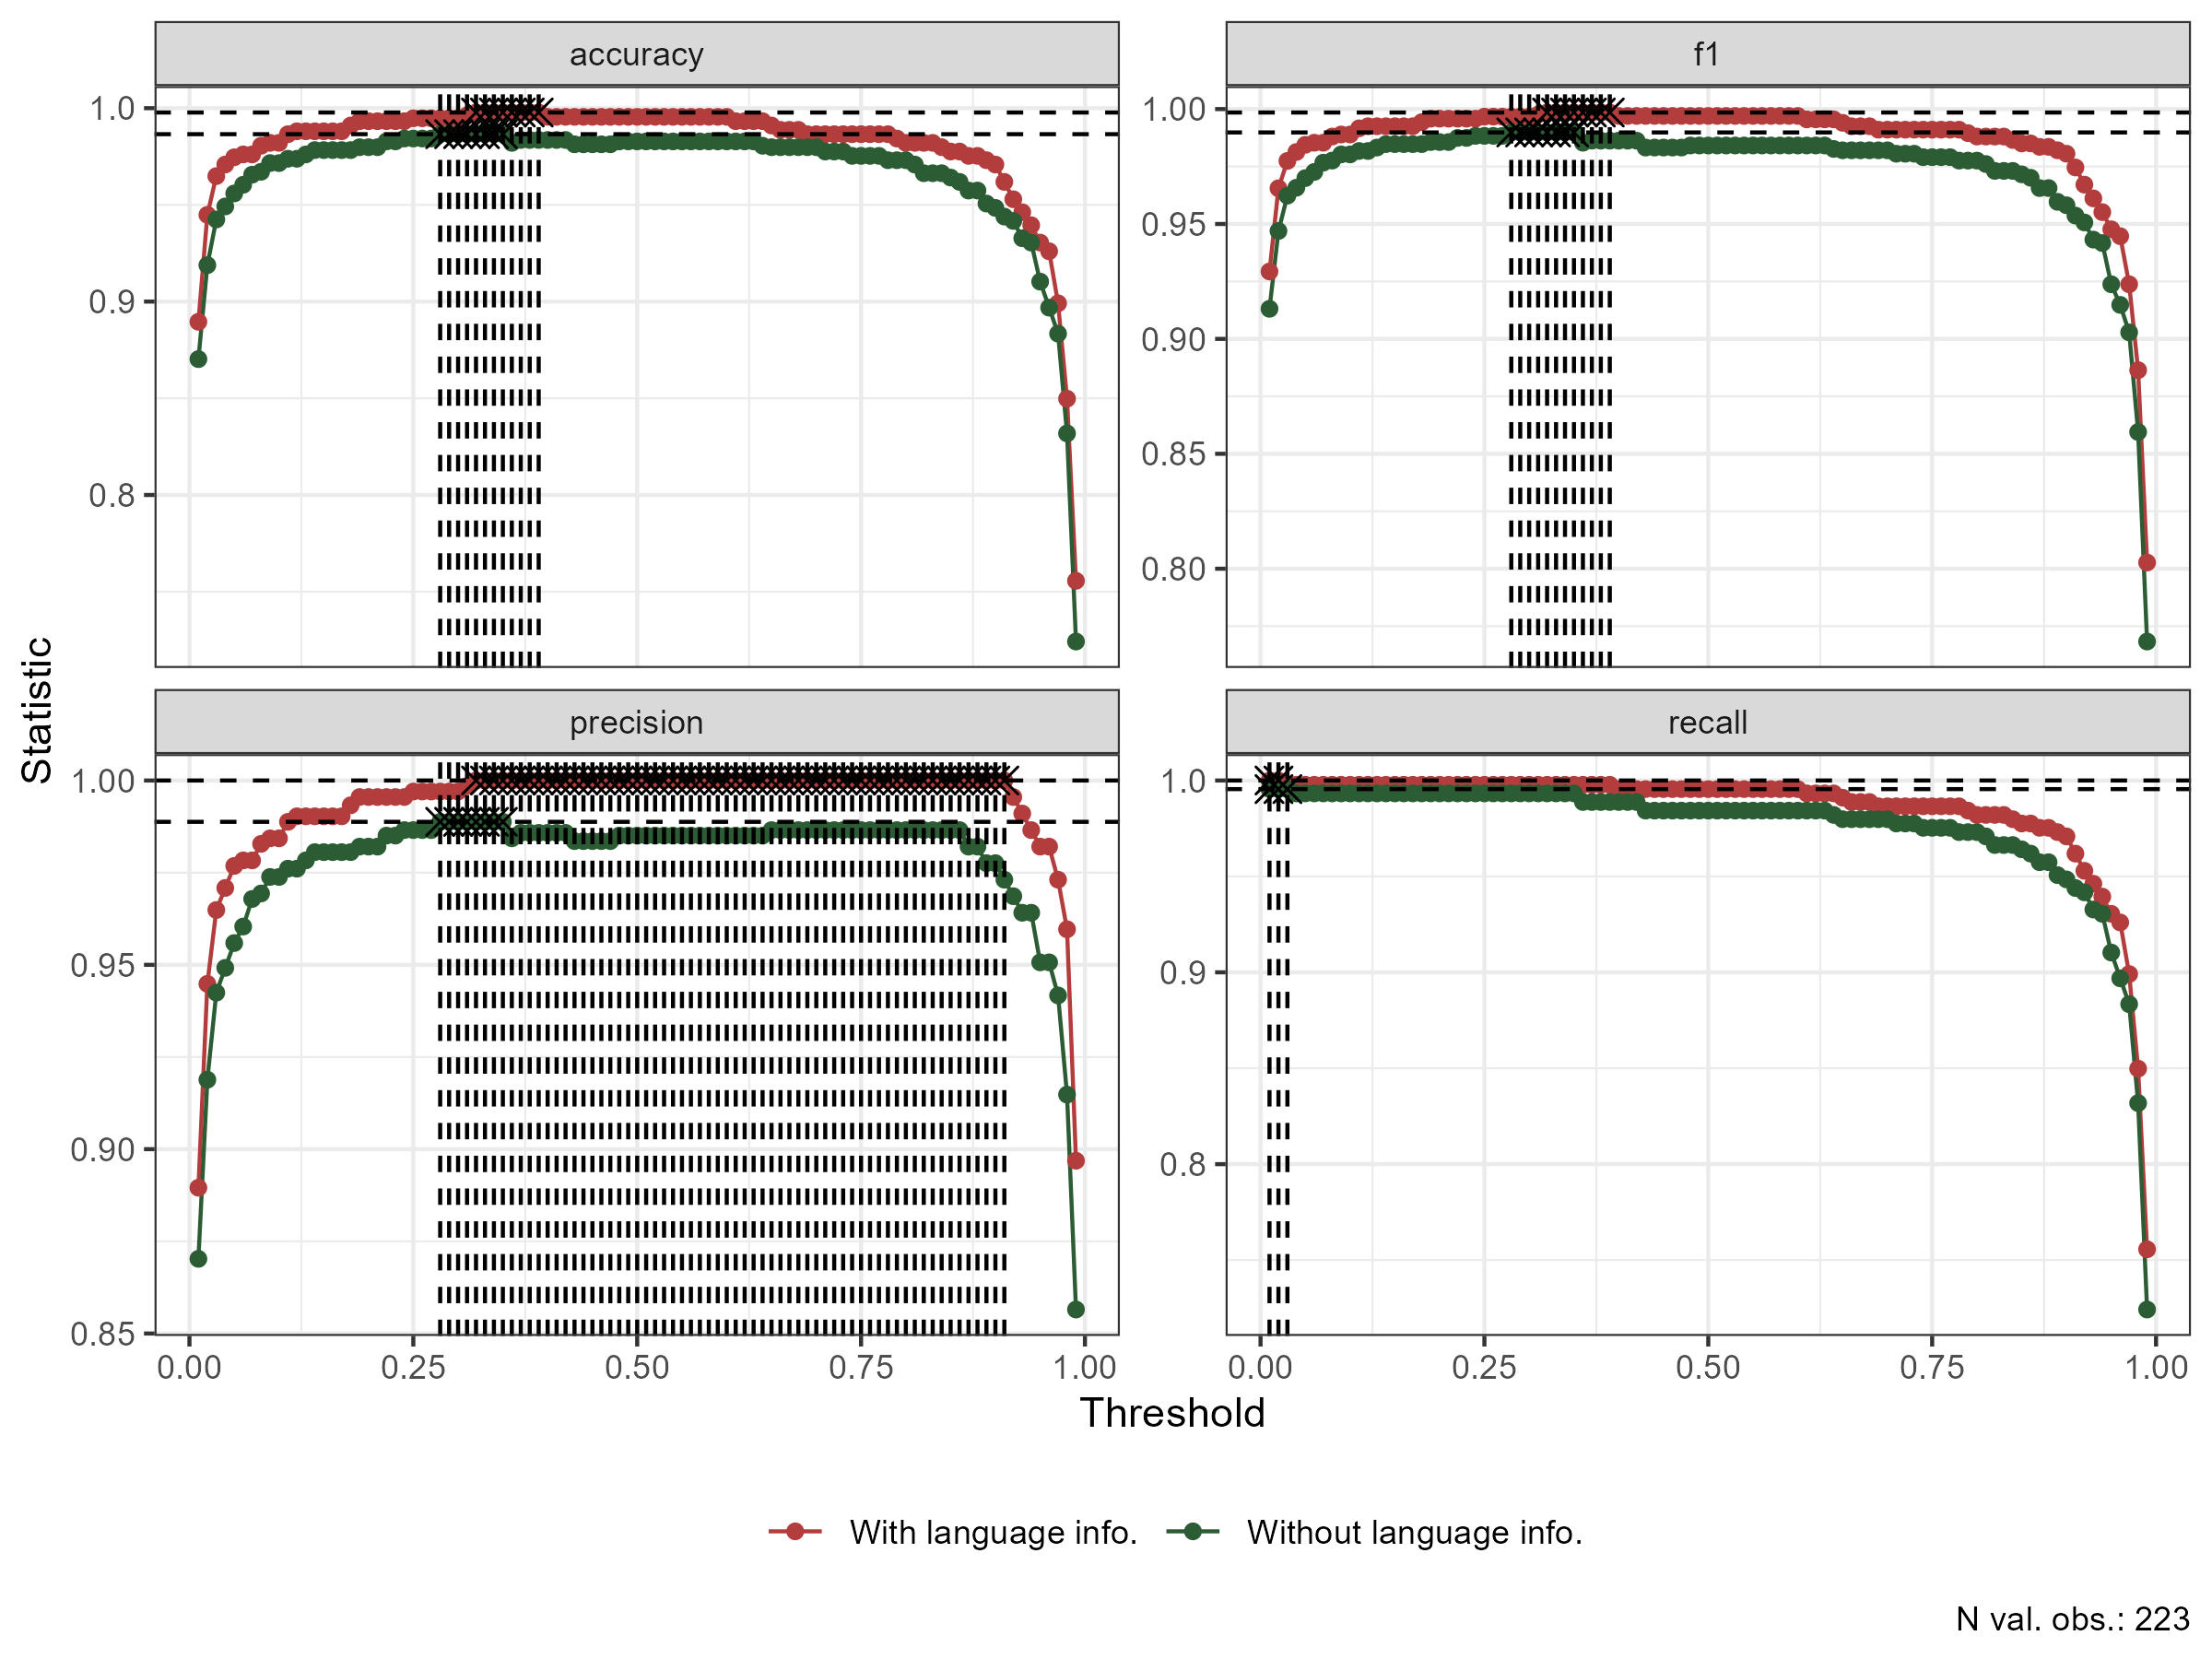 accuracy
f1
1.0
0.9
0.8
1.00
0.95
0.90
0.85
0.80
Statistic
precision
recall
1.00
0.95
0.90
0.85
1.0
0.9
0.8
0.00 0.25 0.50 0.75 1.00
0.00 0.25 0.50 0.75 1.00
Threshold
With language info. Without language info.
N val. obs.: 223